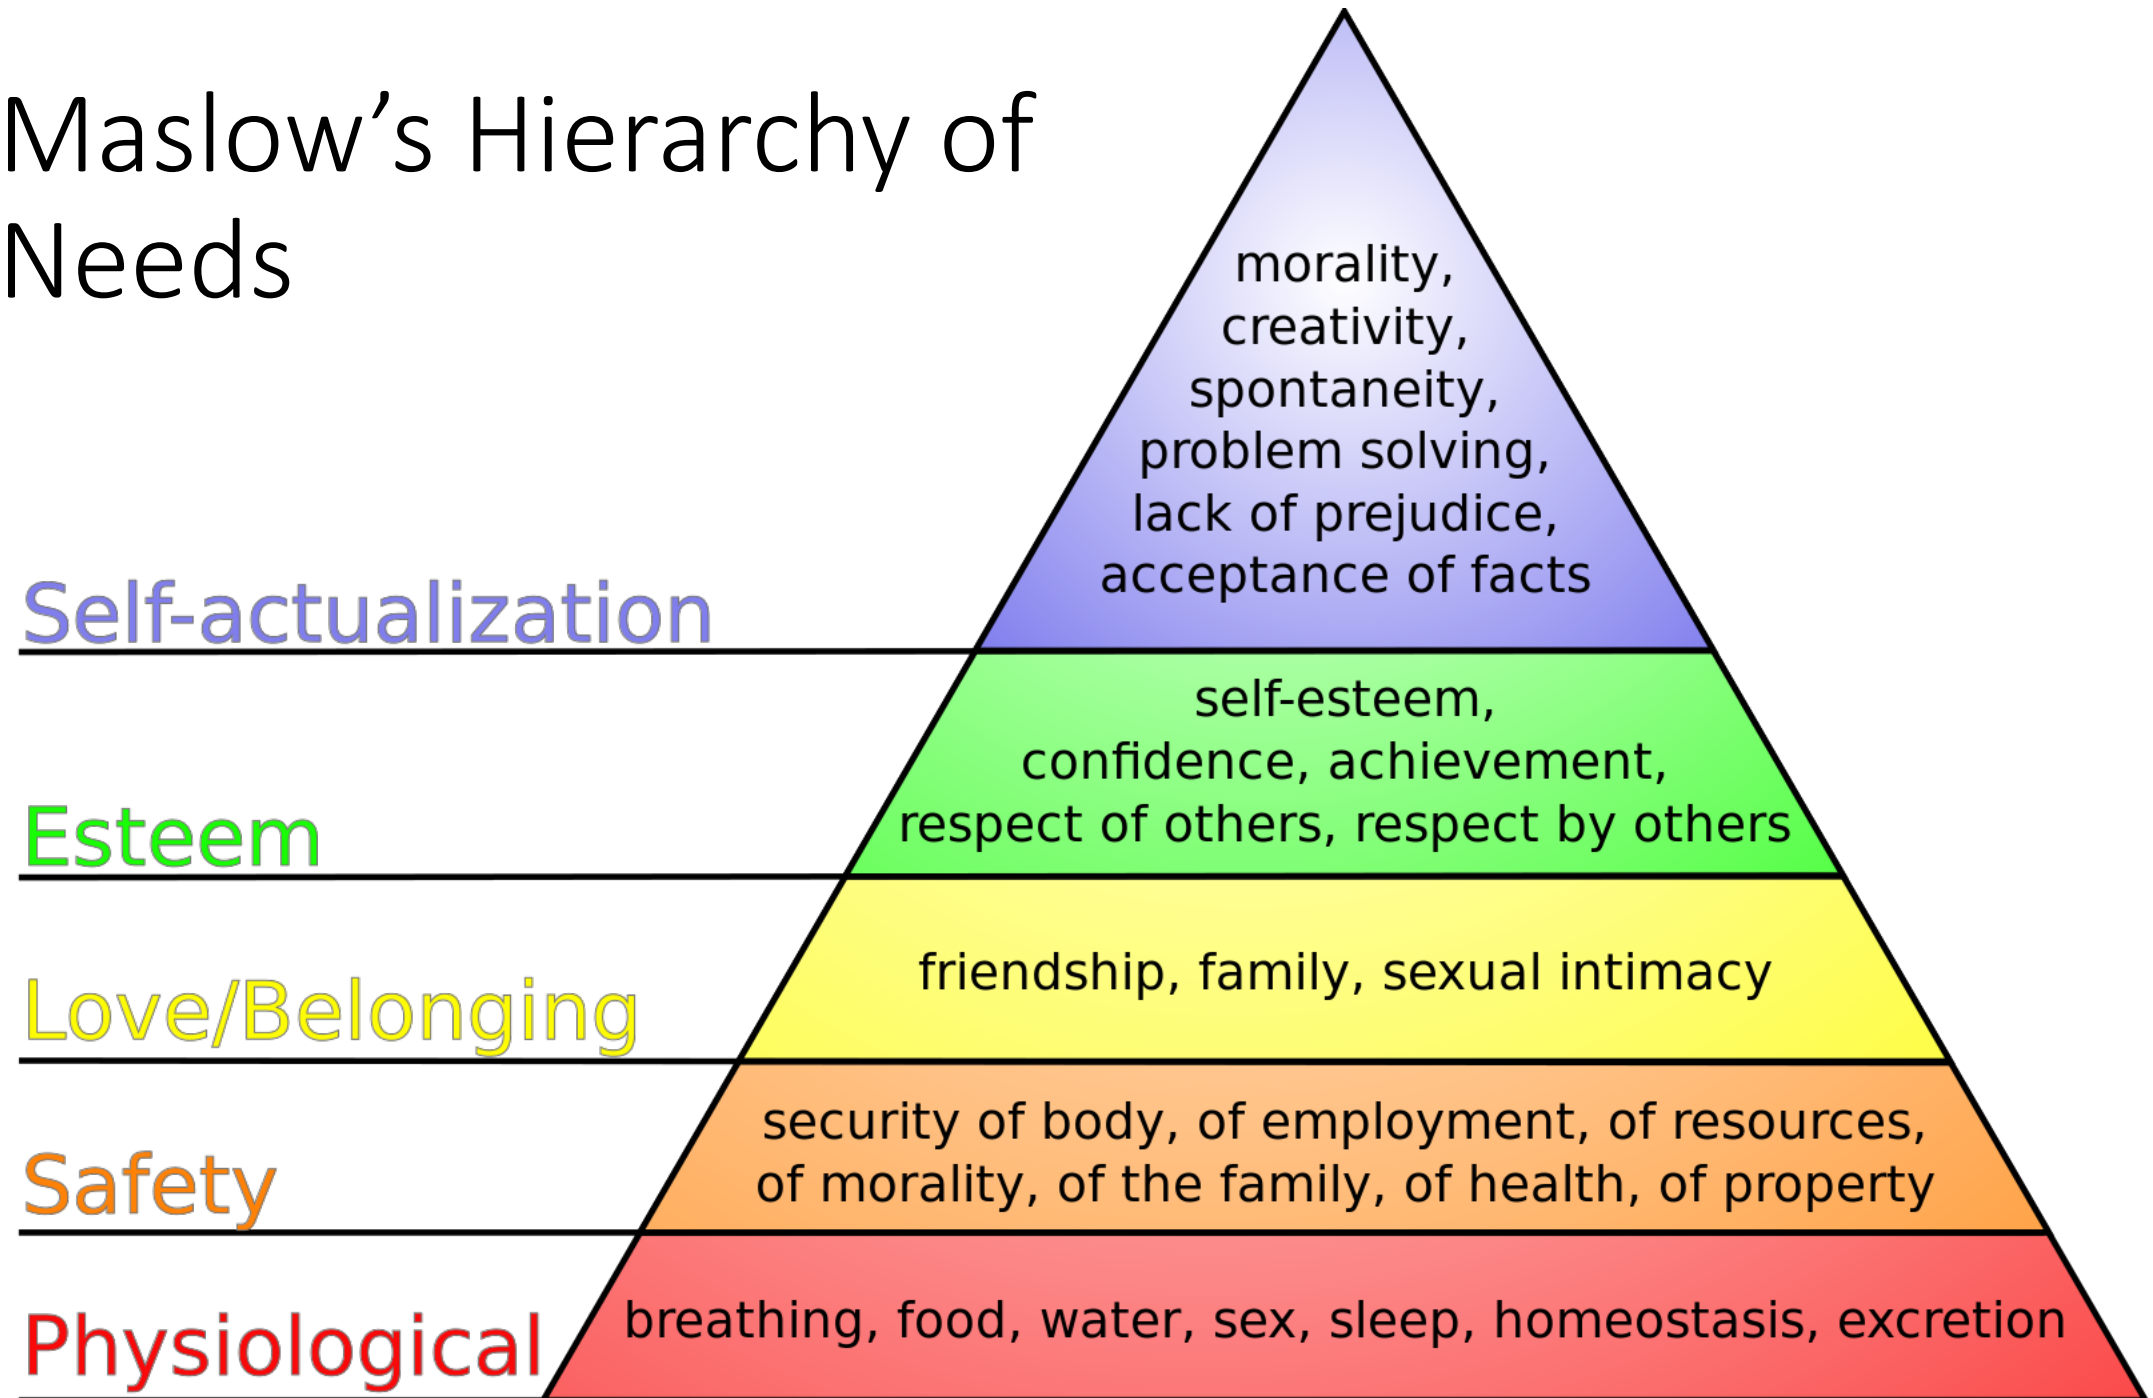 Maslow’s Hierarchy of
Needs
morality,
creativity,
spontaneity,
problem solving,
lack of prejudice,
acceptance of facts
Self-actualization
self-esteem,
confidence, achievement,
respect of others, respect by others
Esteem
friendship, family, sexual intimacy
Love/Belonging
security of body, of employment, of resources,
of morality, of the family, of health, of property
Safety
breathing, food, water, sex, sleep, homeostasis, excretion
Physiological